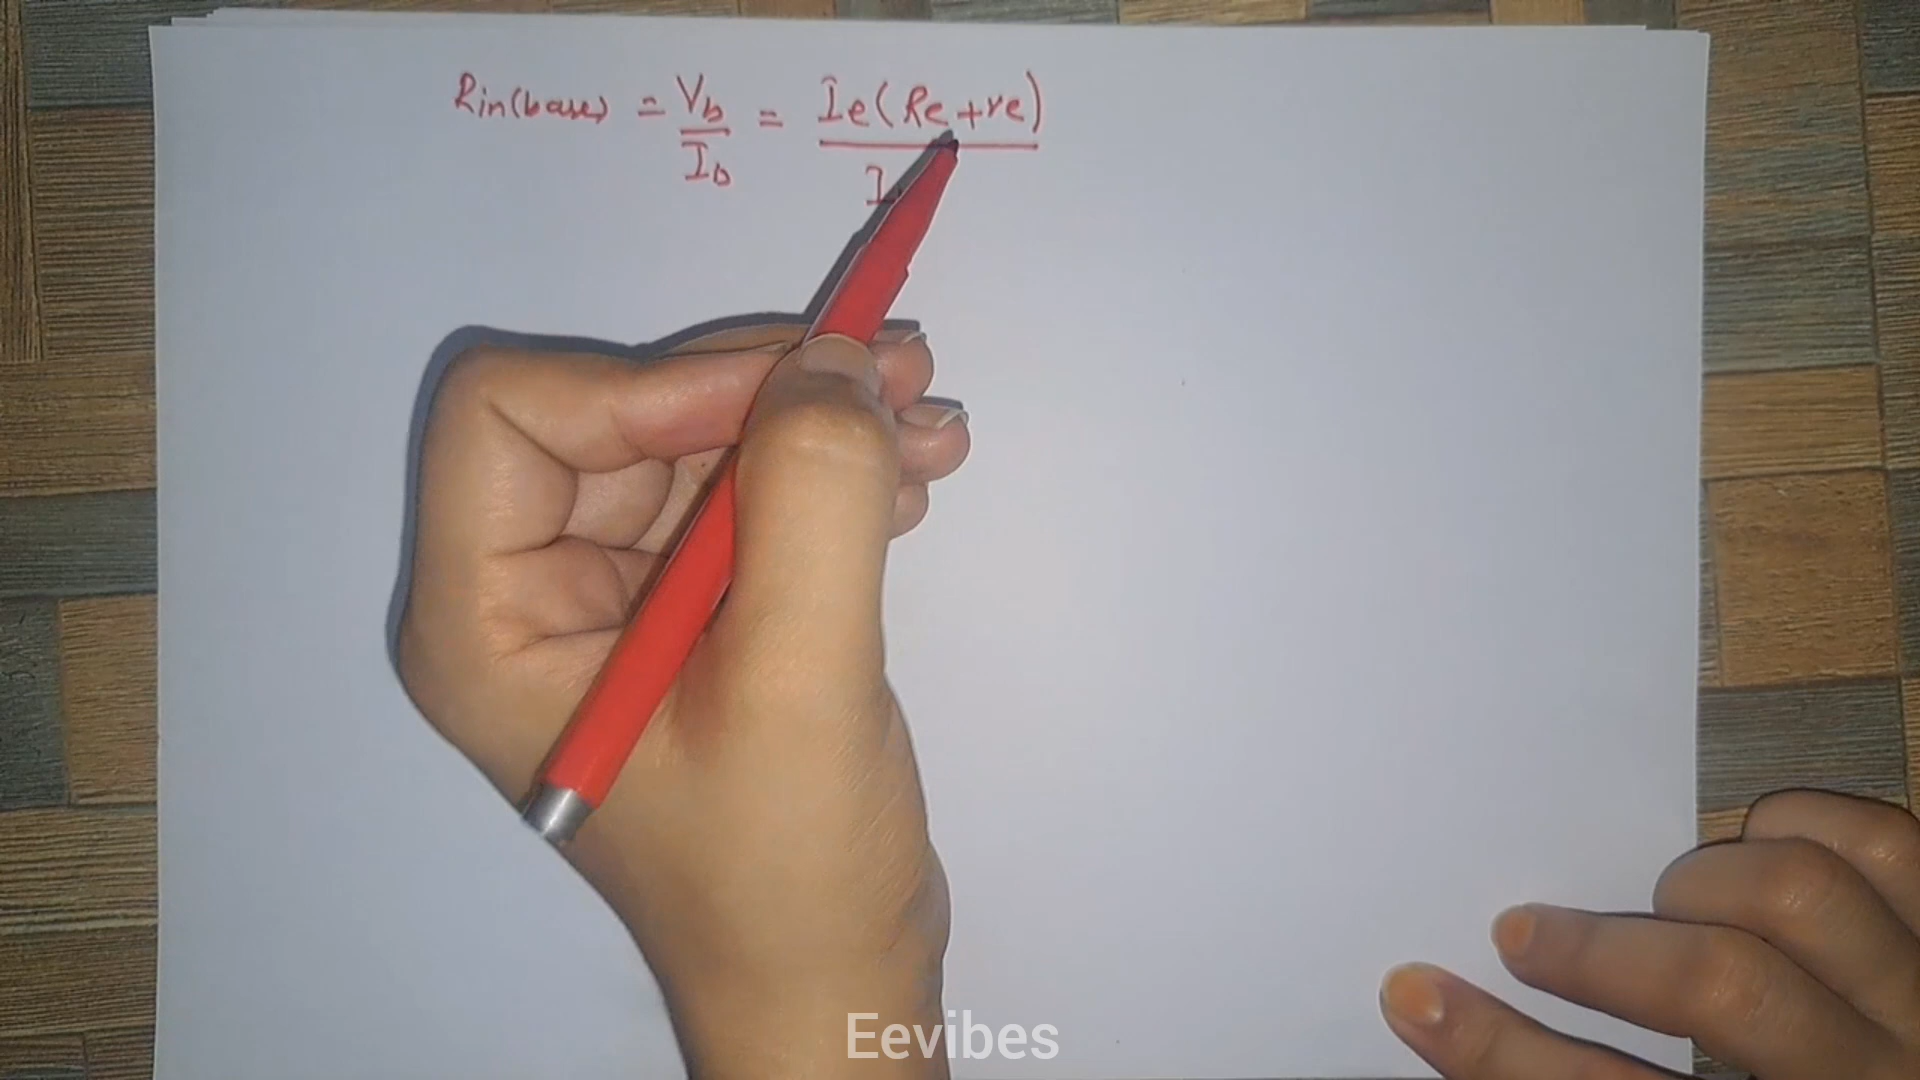 Rin(base) = Vb/Ib = Ie(Re+re)/I
Eevibes